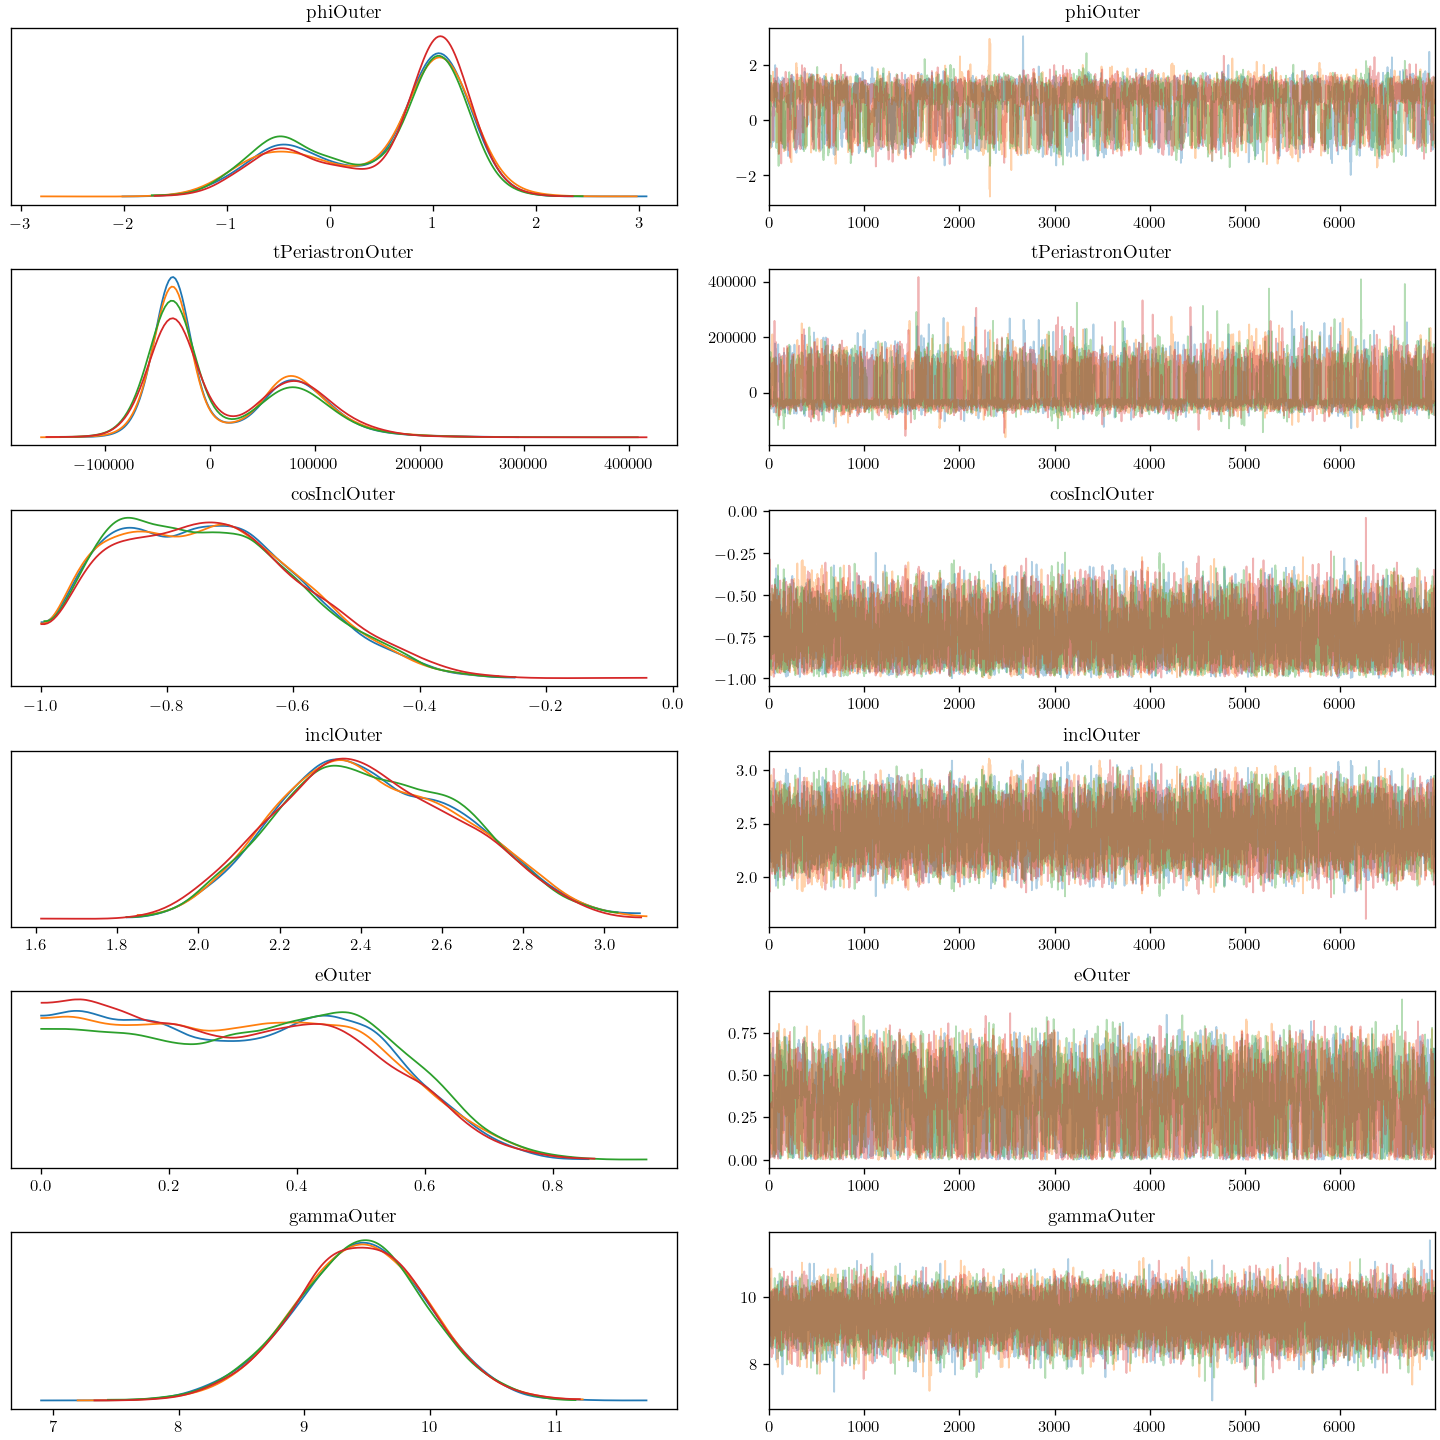 phiOuter phiOuter
2
0
−2
−3 −2 −1 0 1 2 3 0 1000 2000 3000 4000 5000 6000
tPeriastronOuter tPeriastronOuter
400000
200000
0
−100000 0 100000 200000 300000 400000 0 1000 2000 3000 4000 5000 6000
cosInclOuter cosInclOuter
0.00
−0.25
−0.50
−0.75
−1.00
−1.0 −0.8 −0.6 −0.4 −0.2 0.0 0 1000 2000 3000 4000 5000 6000
inclOuter inclOuter
3.0
2.5
2.0
1.6 1.8 2.0 2.2 2.4 2.6 2.8 3.0 0 1000 2000 3000 4000 5000 6000
eOuter eOuter
0.75
0.50
0.25
0.00
0.0 0.2 0.4 0.6 0.8 0 1000 2000 3000 4000 5000 6000
gammaOuter gammaOuter
10
8
7 8 9 10 11 0 1000 2000 3000 4000 5000 6000